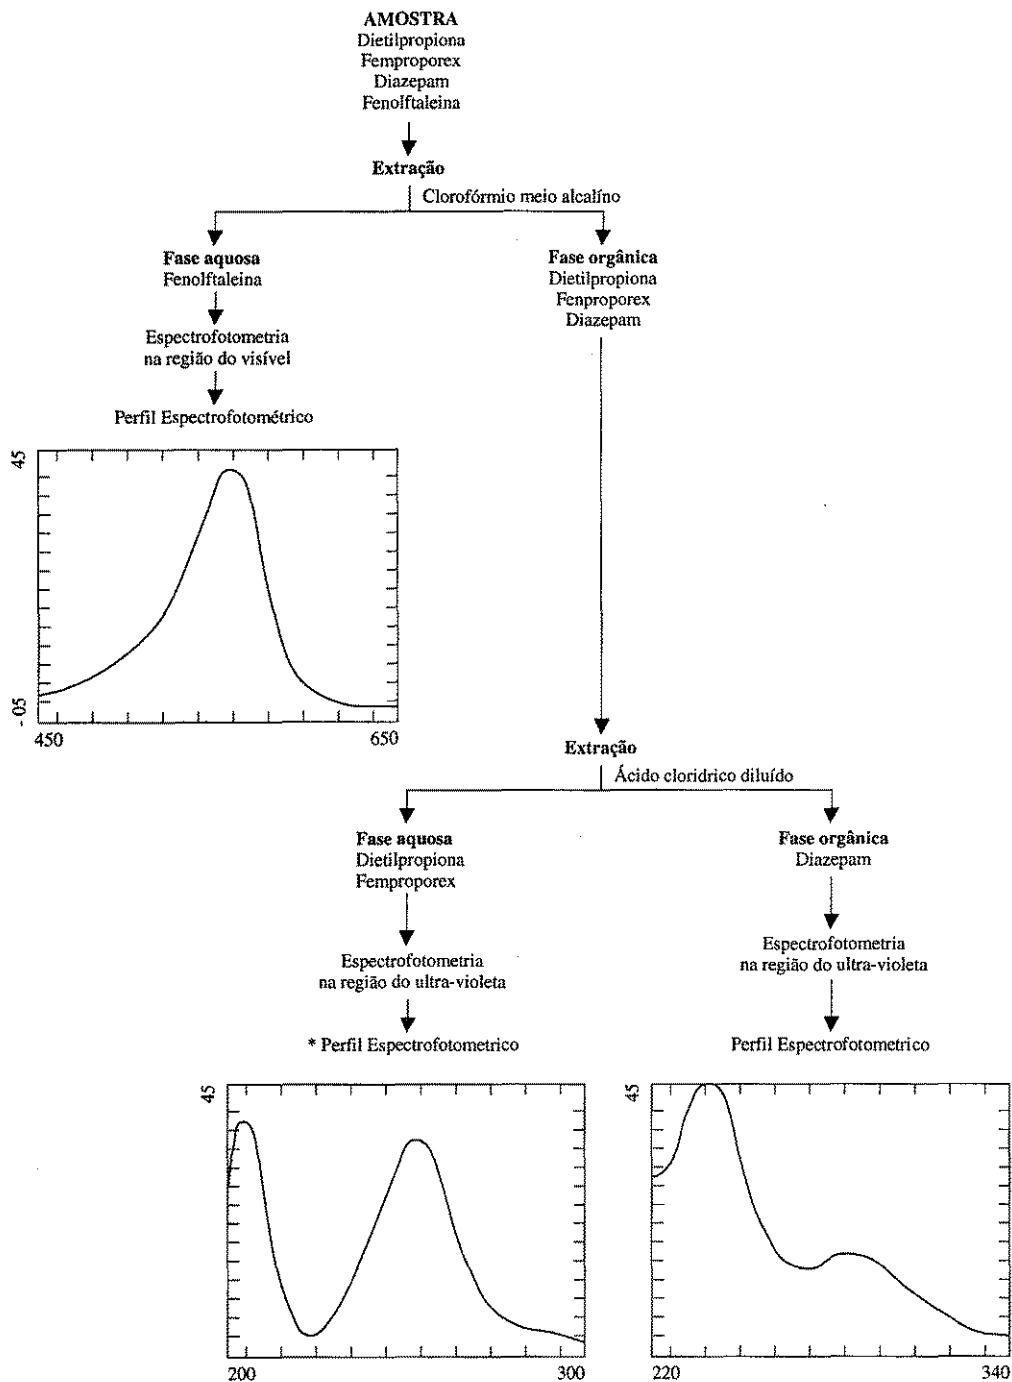 AMOSTRA
Dietilpropiona
Femproporex
Diazepam
Fenolftaleina
Extração
Clorofórmio meio alcalíno
Fase aquosa
Fenolftaleina
Espectrofotometria
na região do visível
Perfil Espectrofotométrico
Fase orgânica
Dietilpropiona
Fenproporex
Diazepam
45
- 05
450
650
Extração
Ácido cloridrico diluído
Fase aquosa
Dietilpropiona
Femproporex
Espectrofotometria
na região do ultra-violeta
* Perfil Espectrofotometrico
Fase orgânica
Diazepam
Espectrofotometria
na região do ultra-violeta
Perfil Espectrofotometrico
45
200
300
45
220
340